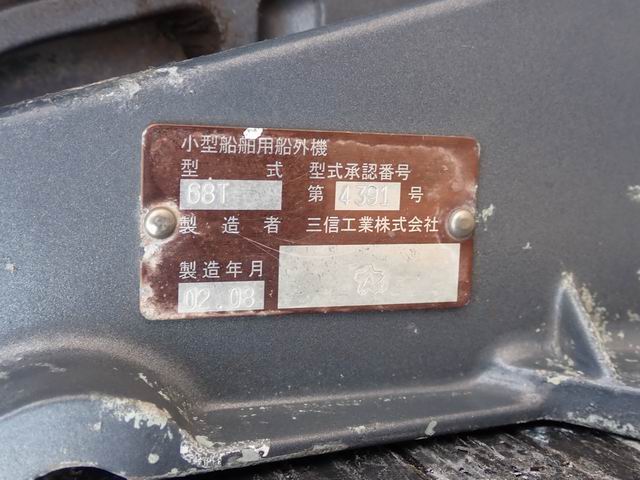 小型船舶用船外機
型 式 型式承認番号
68T 第 4391 号
製 造 者 三信工業株式会社
製造年月
02.08